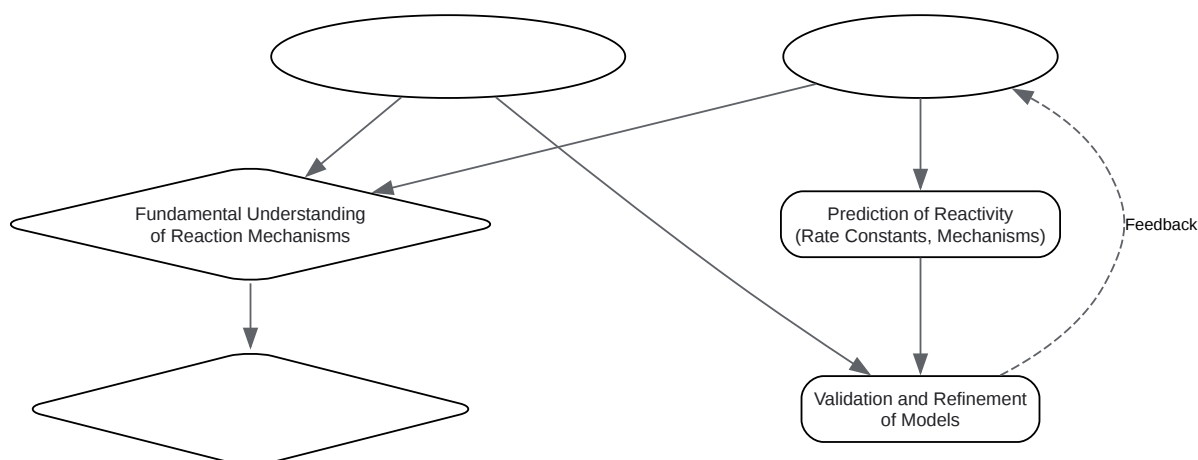 Fundamental Understanding
of Reaction Mechanisms
Prediction of Reactivity
(Rate Constants, Mechanisms)
Feedback
Validation and Refinement
of Models